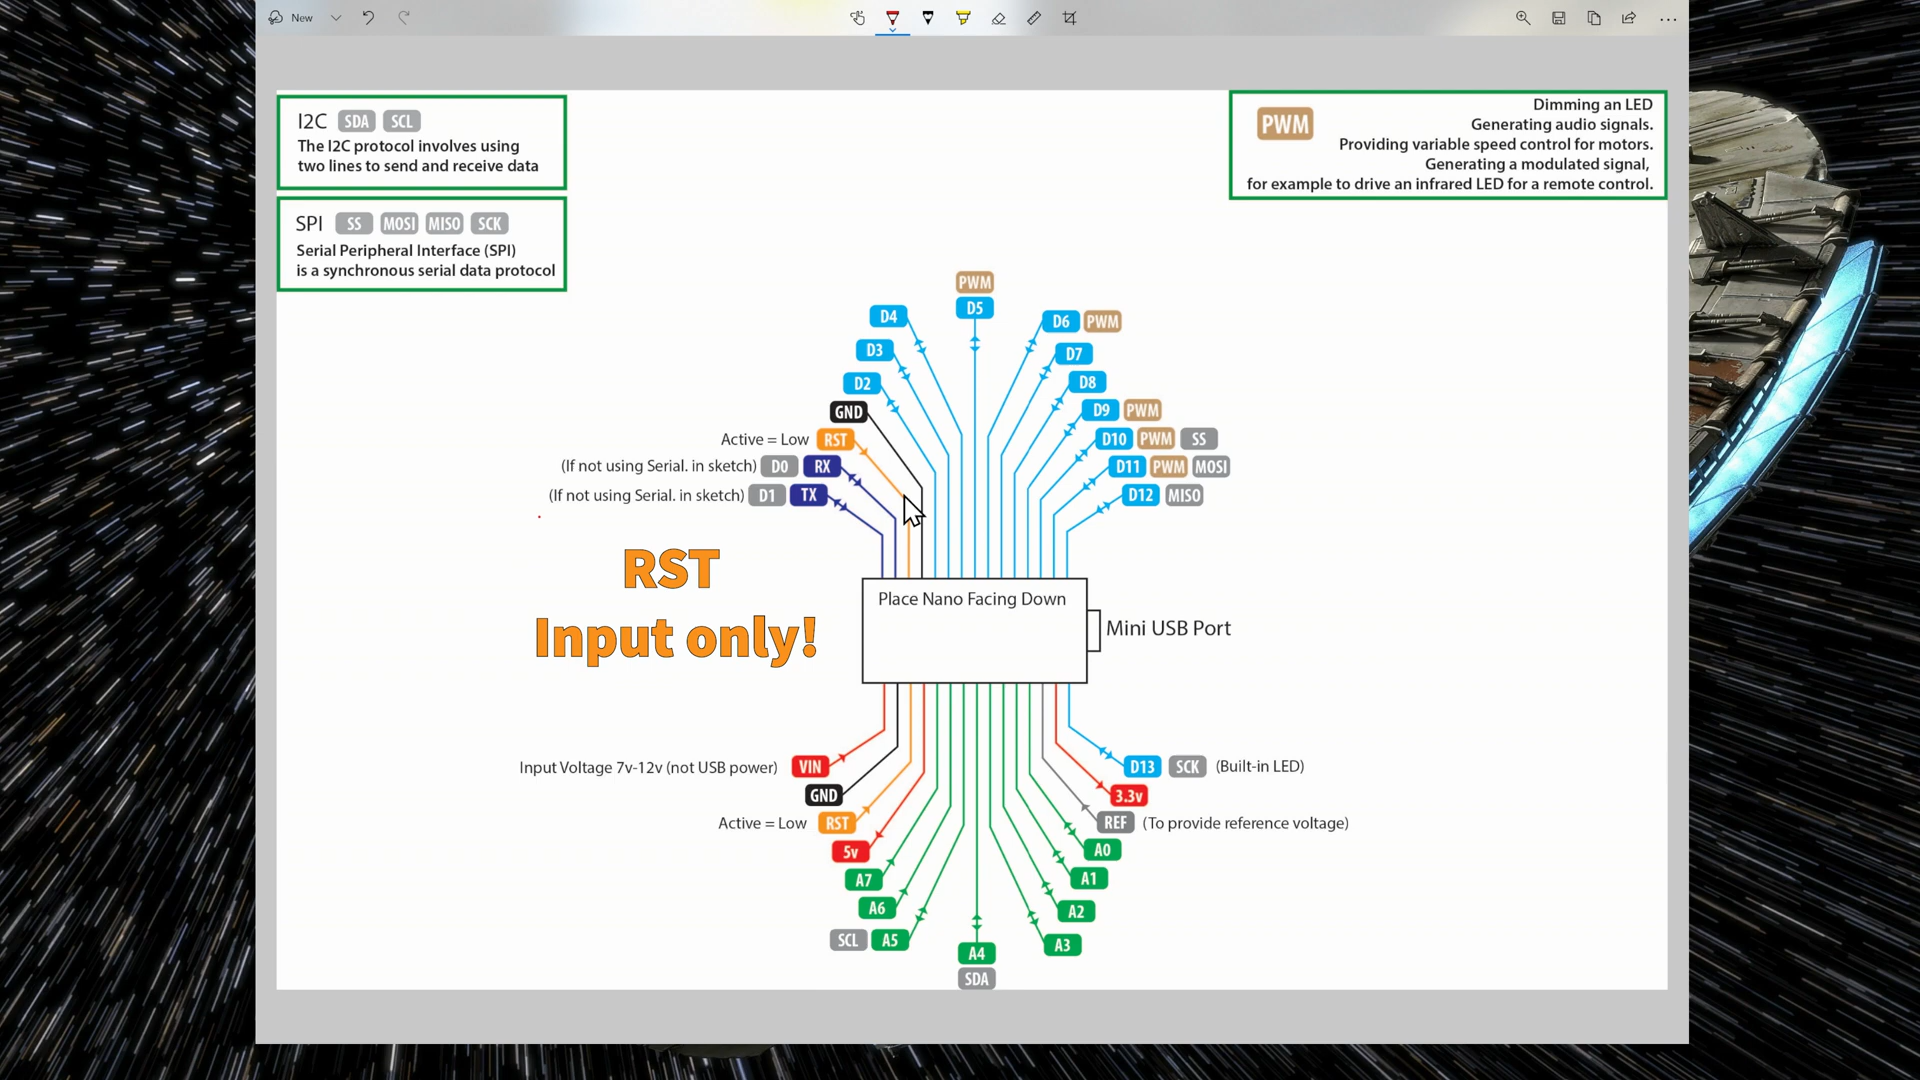 New
I2C SDA SCL
The I2C protocol involves using
two lines to send and receive data
SPI SS MOSI MISO SCK
Serial Peripheral Interface (SPI)
is a synchronous serial data protocol
PWM
Dimming an LED
Generating audio signals.
Providing variable speed control for motors.
Generating a modulated signal,
for example to drive an infrared LED for a remote control.
PWM
D5
D4
D6 PWM
D3
D7
D2
D8
GND
D9 PWM
Active = Low RST
D10 PWM SS
(If not using Serial. in sketch) D0 RX
D11 PWM MOSI
(If not using Serial. in sketch) D1 TX
D12 MISO
RST
Input only!
Place Nano Facing Down
Mini USB Port
Input Voltage 7v-12v (not USB power) VIN
D13 SCK (Built-in LED)
GND
3.3v
Active = Low RST
REF (To provide reference voltage)
5v
A0
A7
A1
A6
A2
SCL A5
A3
A4
SDA